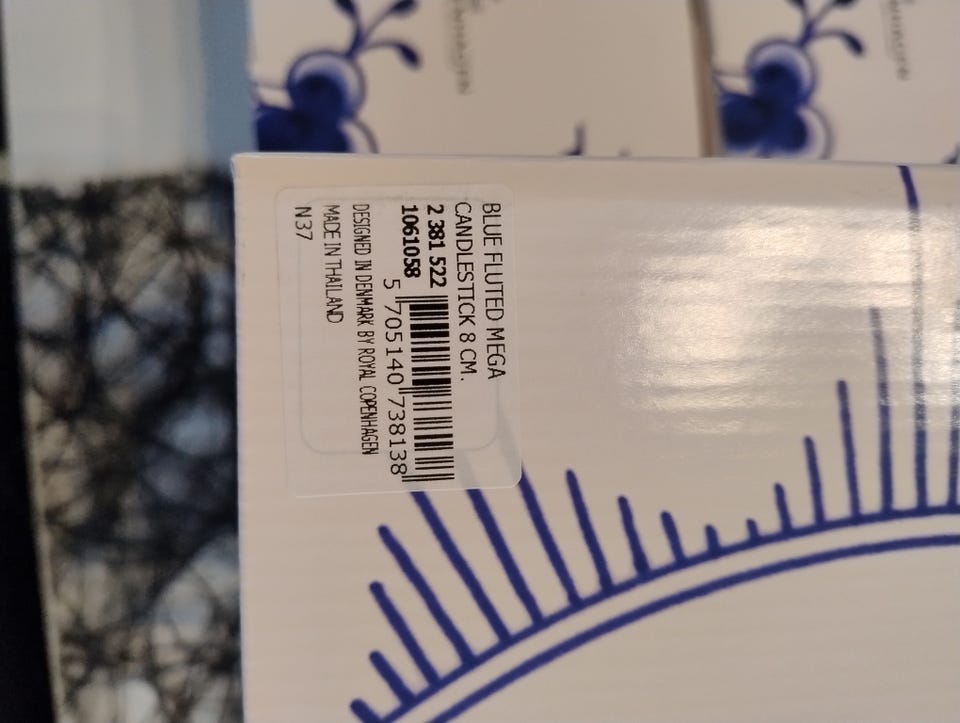 BLUE FLUTED MEGA
CANDLESTICK 8 CM.
2 381 522
1061058
5 705140 738138
DESIGNED IN DENMARK BY ROYAL COPENHAGEN
MADE IN THAILAND
N37